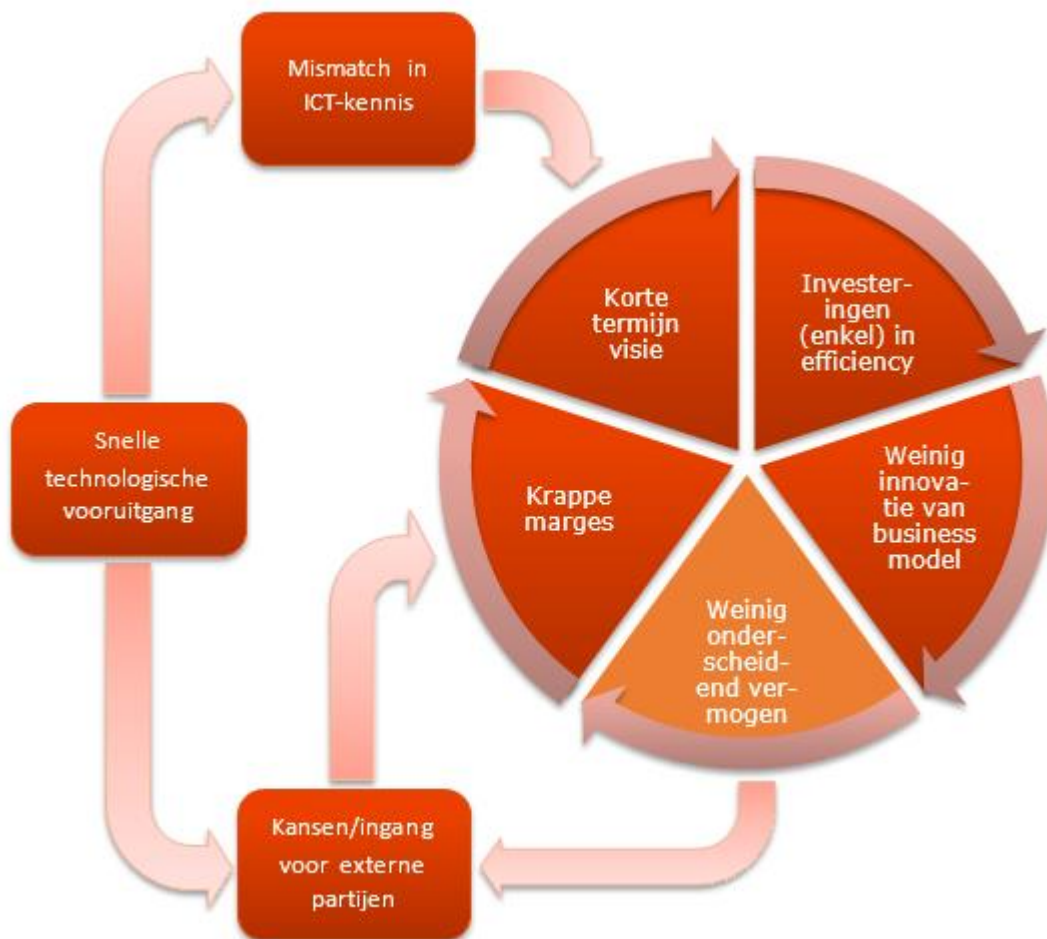 Mismatch in
ICT-kennis
Korte
termijn
visie
Invester-
ingen
(enkel) in
efficiency
Snelle
technologische
vooruitgang
Krappe
marges
Weinig
innova-
tie van
business
model
Weinig
onder-
scheid-
end ver-
mogen
Kansen/ingang
voor externe
partijen